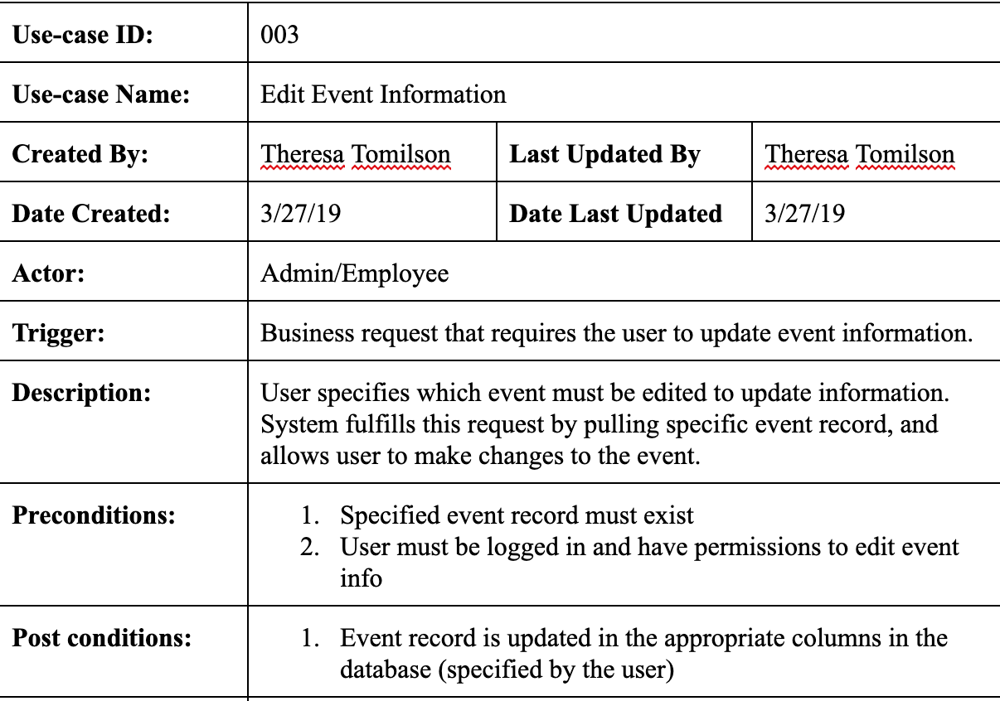 Use-case ID: 003
Use-case Name: Edit Event Information
Created By: Theresa Tomilson Last Updated By Theresa Tomilson
Date Created: 3/27/19 Date Last Updated 3/27/19
Actor: Admin/Employee
Trigger: Business request that requires the user to update event information.
Description: User specifies which event must be edited to update information.
System fulfills this request by pulling specific event record, and
allows user to make changes to the event.
Preconditions: 1. Specified event record must exist
2. User must be logged in and have permissions to edit event
info
Post conditions: 1. Event record is updated in the appropriate columns in the
database (specified by the user)